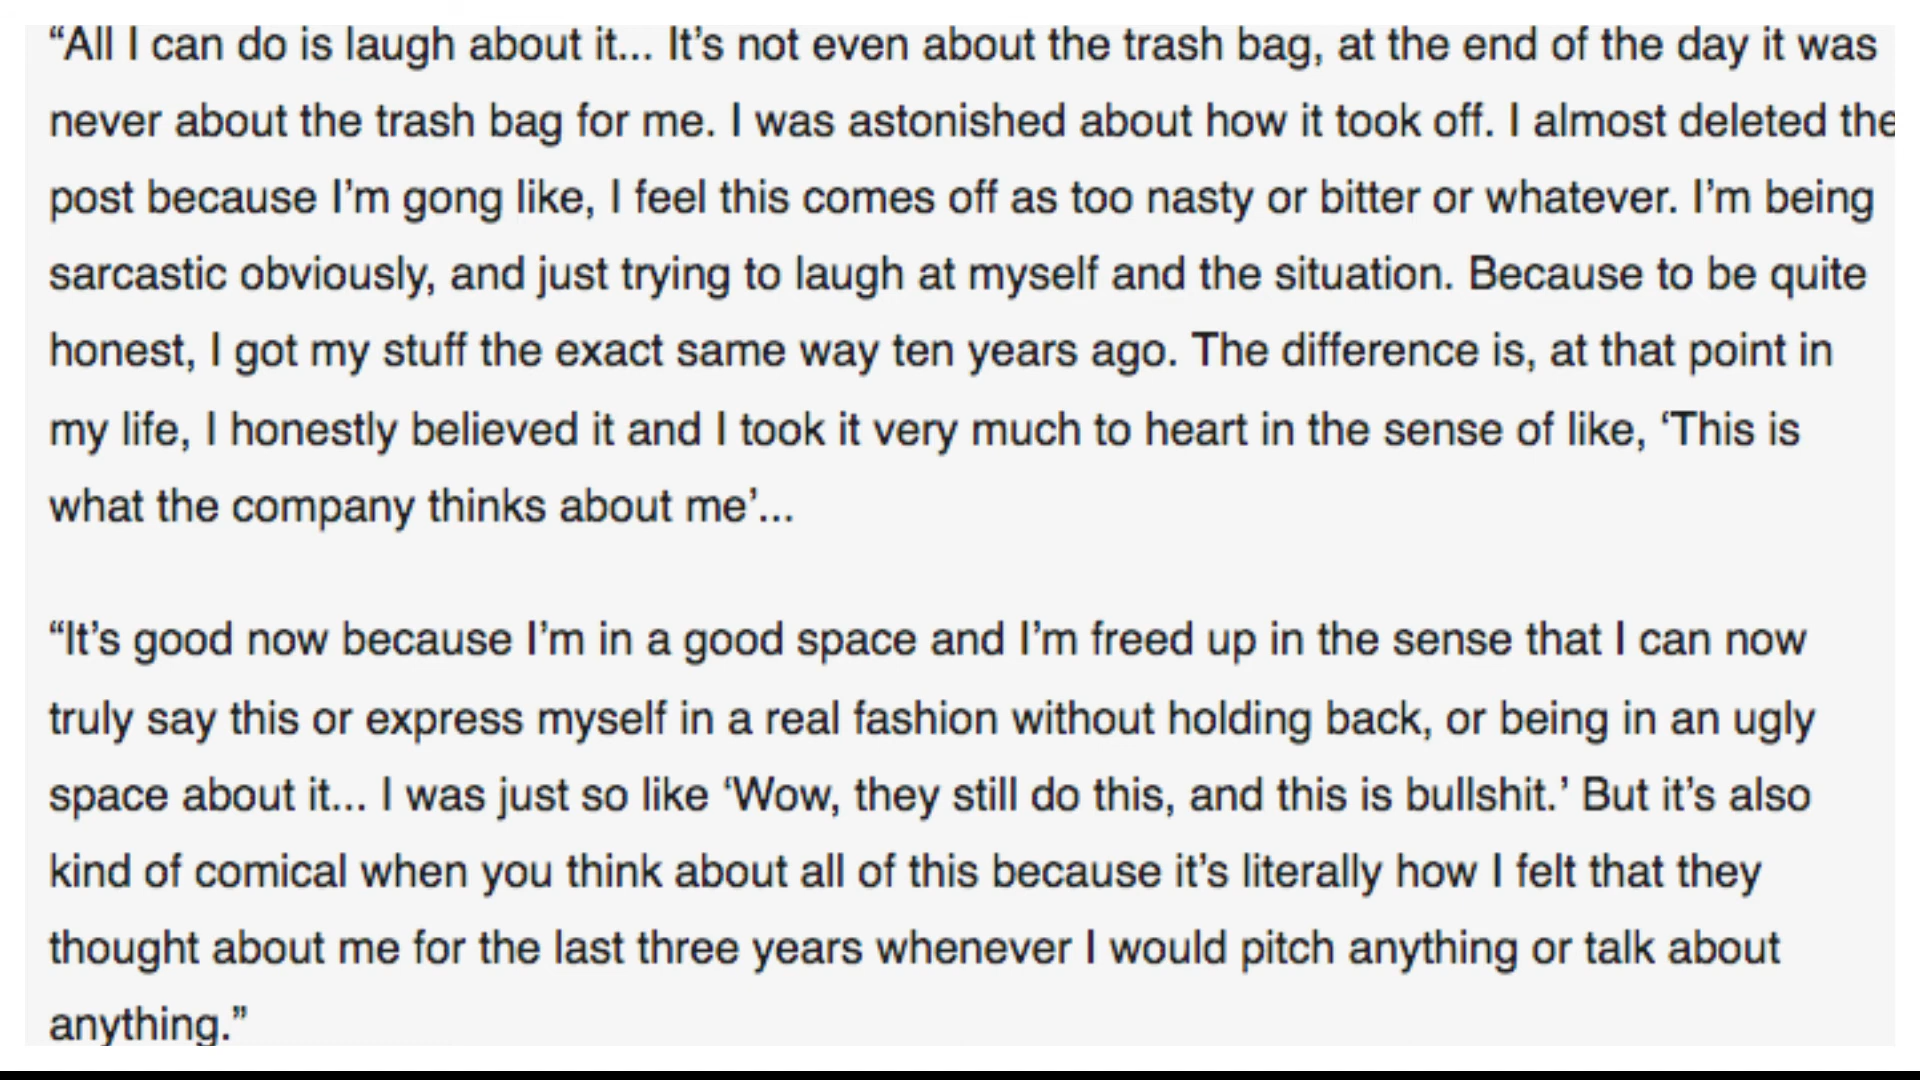 “All I can do is laugh about it... It’s not even about the trash bag, at the end of the day it was
never about the trash bag for me. I was astonished about how it took off. I almost deleted the
post because I’m gong like, I feel this comes off as too nasty or bitter or whatever. I’m being
sarcastic obviously, and just trying to laugh at myself and the situation. Because to be quite
honest, I got my stuff the exact same way ten years ago. The difference is, at that point in
my life, I honestly believed it and I took it very much to heart in the sense of like, ‘This is
what the company thinks about me’...
“It’s good now because I’m in a good space and I’m freed up in the sense that I can now
truly say this or express myself in a real fashion without holding back, or being in an ugly
space about it... I was just so like ‘Wow, they still do this, and this is bullshit.’ But it’s also
kind of comical when you think about all of this because it’s literally how I felt that they
thought about me for the last three years whenever I would pitch anything or talk about
anything.”